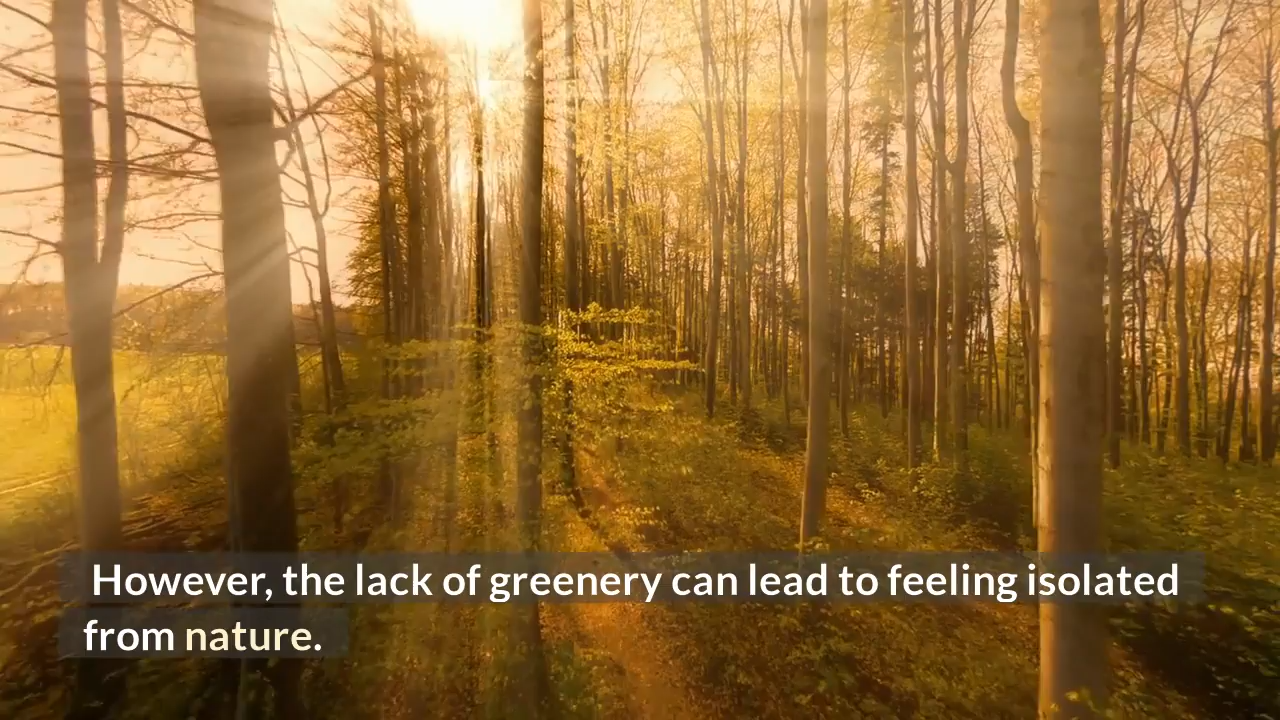 However, the lack of greenery can lead to feeling isolated
from nature.